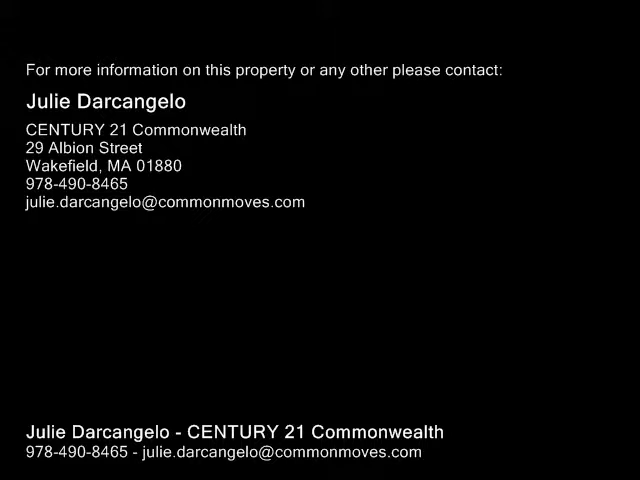 For more information on this property or any other please contact:
Julie Darcangelo
CENTURY 21 Commonwealth
29 Albion Street
Wakefield, MA 01880
978-490-8465
julie.darcangelo@commonmoves.com
Julie Darcangelo - CENTURY 21 Commonwealth
978-490-8465 - julie.darcangelo@commonmoves.com